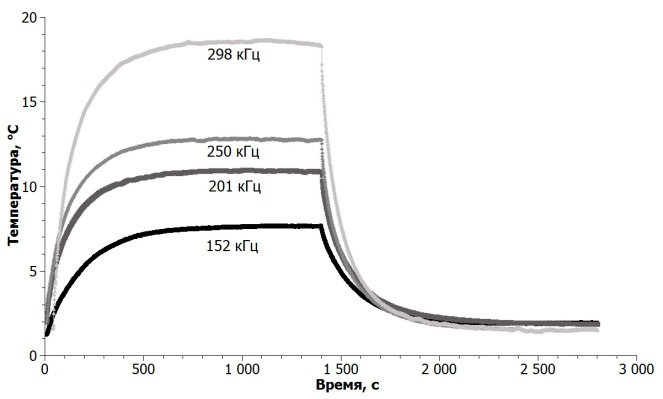 20
15
10
5
0
Температура, °C
298 кГц
250 кГц
201 кГц
152 кГц
0
500
1 000
1 500
2 000
2 500
3 000
Время, с